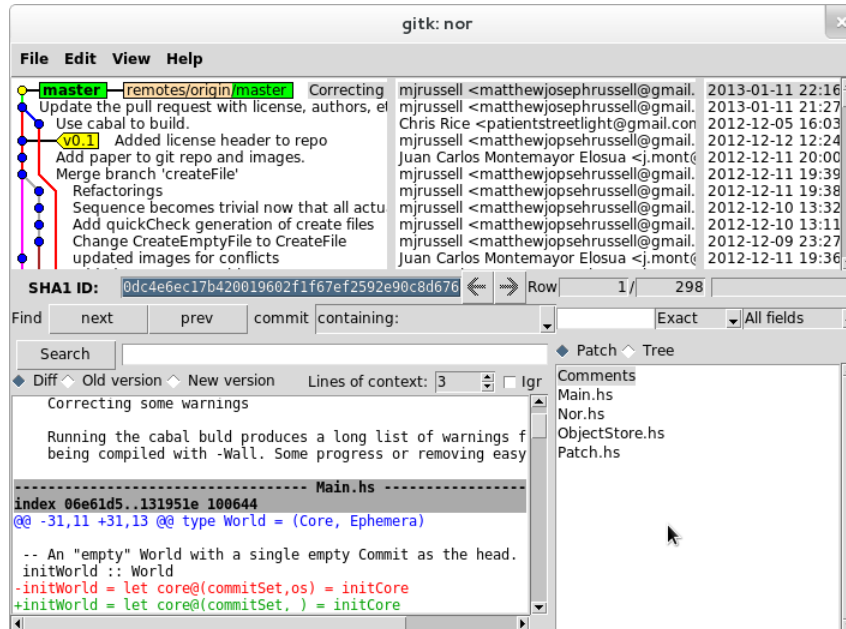 gitk: nor
File Edit View Help
master remotes/origin/master Correcting mjrussell <matthewjosephrussell@gmail. 2013-01-11 22:16
Update the pull request with license, authors, et mjrussell <matthewjopsehrussell@gmail. 2013-01-11 21:27
Use cabal to build. Chris Rice <patientstreetlight@gmail.com 2012-12-05 16:03
v0.1 Added license header to repo mjrussell <matthewjopsehrussell@gmail. 2012-12-12 12:24
Add paper to git repo and images. Juan Carlos Montemayor Elosua <j.mont@ 2012-12-11 20:00
Merge branch 'createFile' mjrussell <matthewjopsehrussell@gmail. 2012-12-11 19:39
Refactorings mjrussell <matthewjopsehrussell@gmail. 2012-12-11 19:38
Sequence becomes trivial now that all actu mjrussell <matthewjopsehrussell@gmail. 2012-12-10 13:32
Add quickCheck generation of create files mjrussell <matthewjopsehrussell@gmail. 2012-12-10 13:11
Change CreateEmptyFile to CreateFile mjrussell <matthewjopsehrussell@gmail. 2012-12-09 23:27
updated images for conflicts Juan Carlos Montemayor Elosua <j.mont@ 2012-12-11 19:36
SHA1 ID: 0dc4e6ec17b420019602f1f67ef2592e90c8d676 Row 1/ 298
Find next prev commit containing: Exact All fields
Search
Patch Tree
Diff Old version New version Lines of context: 3 Igr
Comments
Main.hs
Nor.hs
ObjectStore.hs
Patch.hs
Correcting some warnings
Running the cabal buld produces a long list of warnings f
being compiled with -Wall. Some progress or removing easy
---------------------------------- Main.hs -----------------
index 06e61d5..131951e 100644
@@ -31,11 +31,13 @@ type World = (Core, Ephemera)
-- An "empty" World with a single empty Commit as the head.
initWorld :: World
-initWorld = let core@(commitSet,os) = initCore
+initWorld = let core@(commitSet, ) = initCore